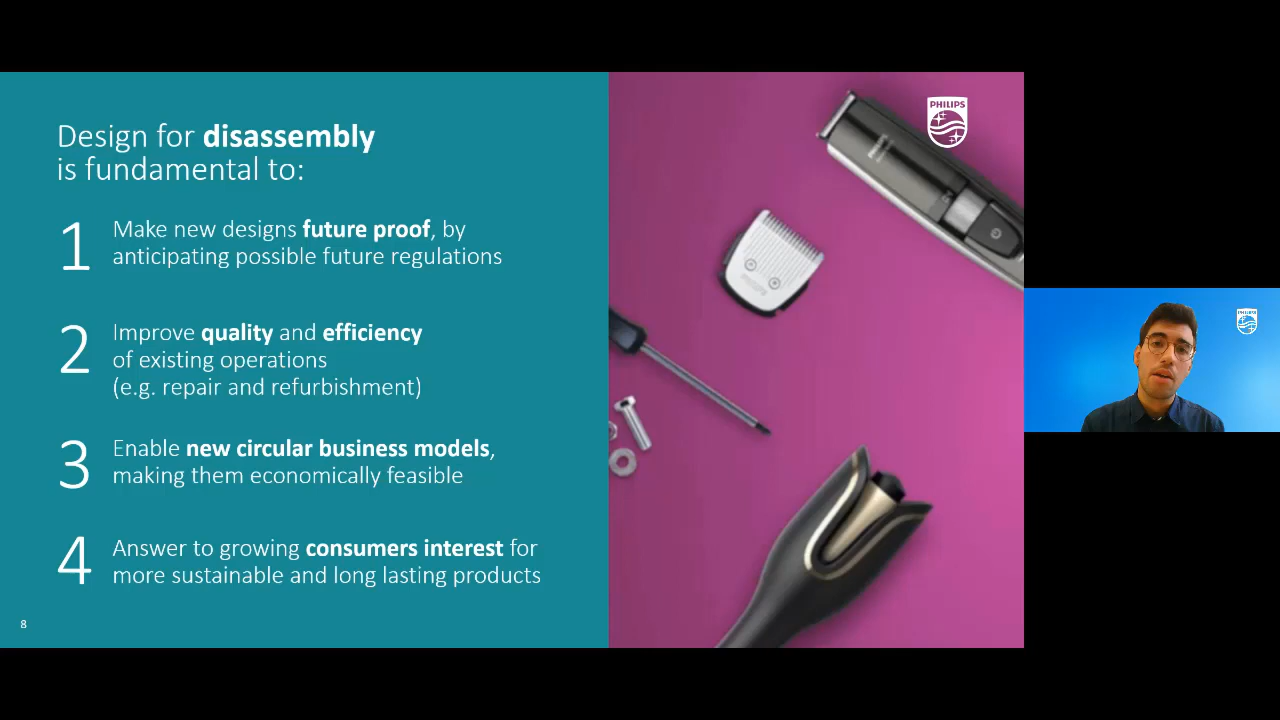 Design for disassembly
is fundamental to:
1
Make new designs future proof, by
anticipating possible future regulations
2
Improve quality and efficiency
of existing operations
(e.g. repair and refurbishment)
3
Enable new circular business models,
making them economically feasible
4
Answer to growing consumers interest for
more sustainable and long lasting products
8
PHILIPS
PHILIPS
PHILIPS